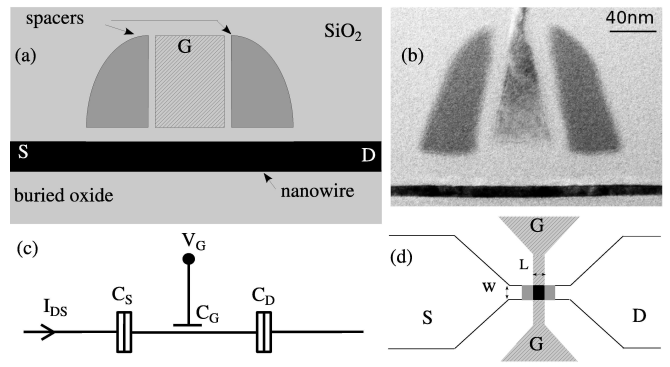 spacers
SiO₂
(a)
G
S
D
nanowire
buried oxide
(b)
40nm
(c)
V_G
C_S
C_G
C_D
I_DS
(d)
G
L
W
S
D
G